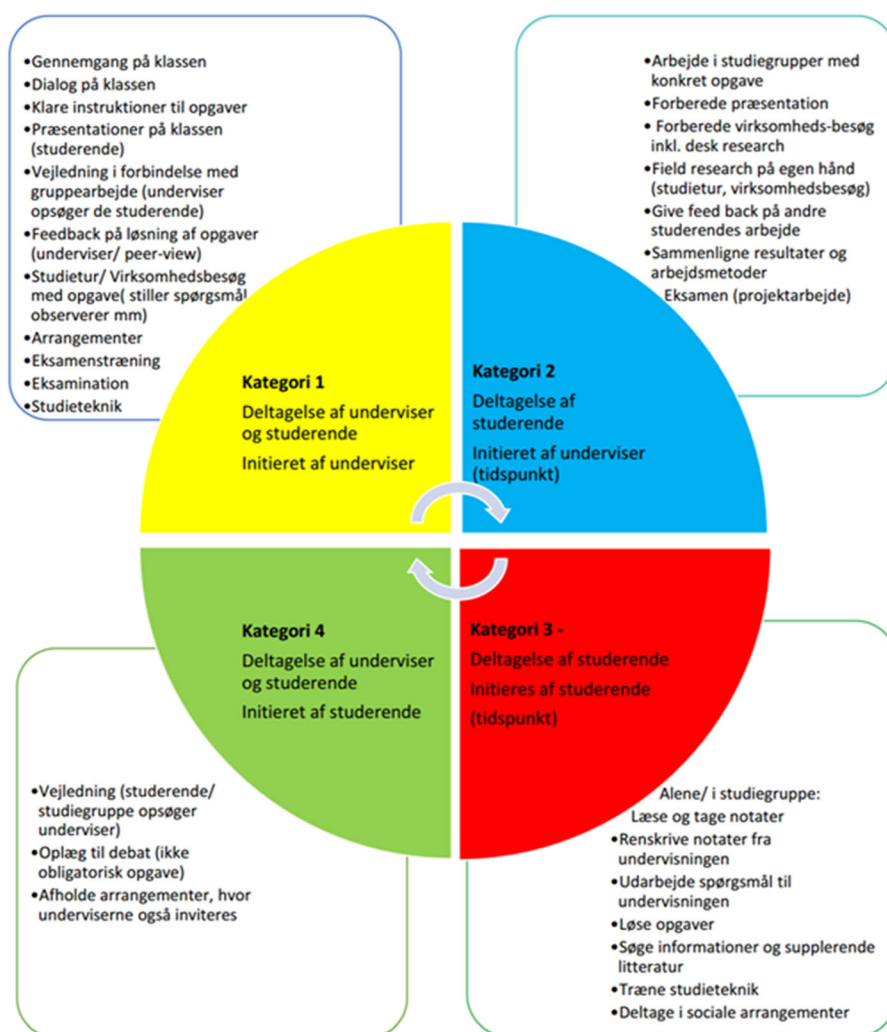 •Gennemgang på klassen
•Dialog på klassen
•Klare instruktioner til opgaver
•Præsentationer på klassen
(studerende)
•Vejledning i forbindelse med
gruppearbejde (underviser
opsøger de studerende)
•Feedback på løsning af opgaver
(underviser/ peer-view)
•Studietur/ Virksomhedsbesøg
med opgave( stiller spørgsmål
observerer mm)
•Arrangementer
•Eksamenstræning
•Eksamination
•Studieteknik
•Arbejde i studiegrupper med
konkret opgave
•Forberede præsentation
• Forberede virksomheds-besøg
inkl. desk research
•Field research på egen hånd
(studietur, virksomhedsbesøg)
•Give feed back på andre
studerendes arbejde
•Sammenligne resultater og
arbejdsmetoder
Eksamen (projektarbejde)
Kategori 1
Deltagelse af underviser
og studerende
Initieret af underviser
Kategori 2
Deltagelse af
studerende
Initieret af underviser
(tidspunkt)
Kategori 4
Deltagelse af underviser
og studerende
Initieret af studerende
Kategori 3 -
Deltagelse af studerende
Initieres af studerende
(tidspunkt)
•Vejledning (studerende/
studiegruppe opsøger
underviser)
•Oplæg til debat (ikke
obligatorisk opgave)
•Afholde arrangementer, hvor
underviserne også inviteres
Alene/ i studiegruppe:
Læse og tage notater
•Renskrive notater fra
undervisningen
•Udarbejde spørgsmål til
undervisningen
•Løse opgaver
•Søge informationer og supplerende
litteratur
•Træne studieteknik
•Deltage i sociale arrangementer